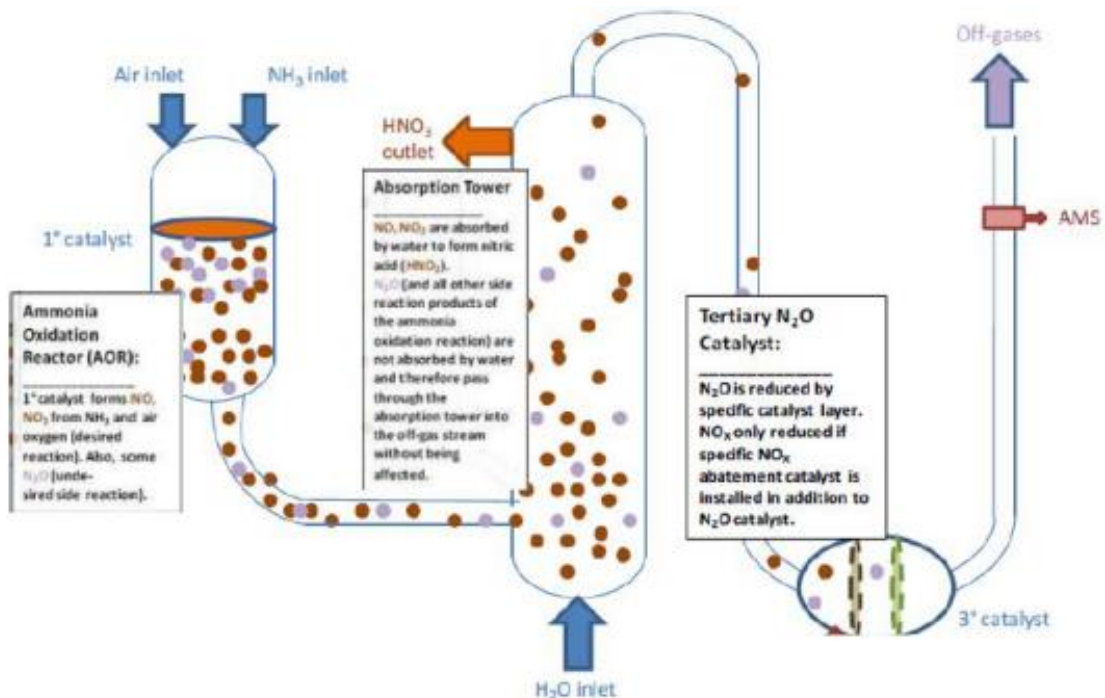 Off-gases
Air inlet
NH₃ inlet
HNO₃
outlet
Absorption Tower
NO, NO₂ are absorbed
by water to form nitric
acid (HNO₃).
N₂O (and all other side
reaction products of
the ammonia
oxidation reaction) are
not absorbed by water
and therefore pass
through the
absorption tower into
the off-gas stream
without being
affected.
AMS
1° catalyst
Ammonia
Oxidation
Reactor (AOR):
1° catalyst forms NO,
NO₂ from NH₃ and air
oxygen (desired
reaction). Also, some
N₂O (unde-
sired side reaction).
Tertiary N₂O
Catalyst:
N₂O is reduced by
specific catalyst layer.
NOₓ only reduced if
specific NOₓ
abatement catalyst is
installed in addition to
N₂O catalyst.
3° catalyst
H₂O inlet